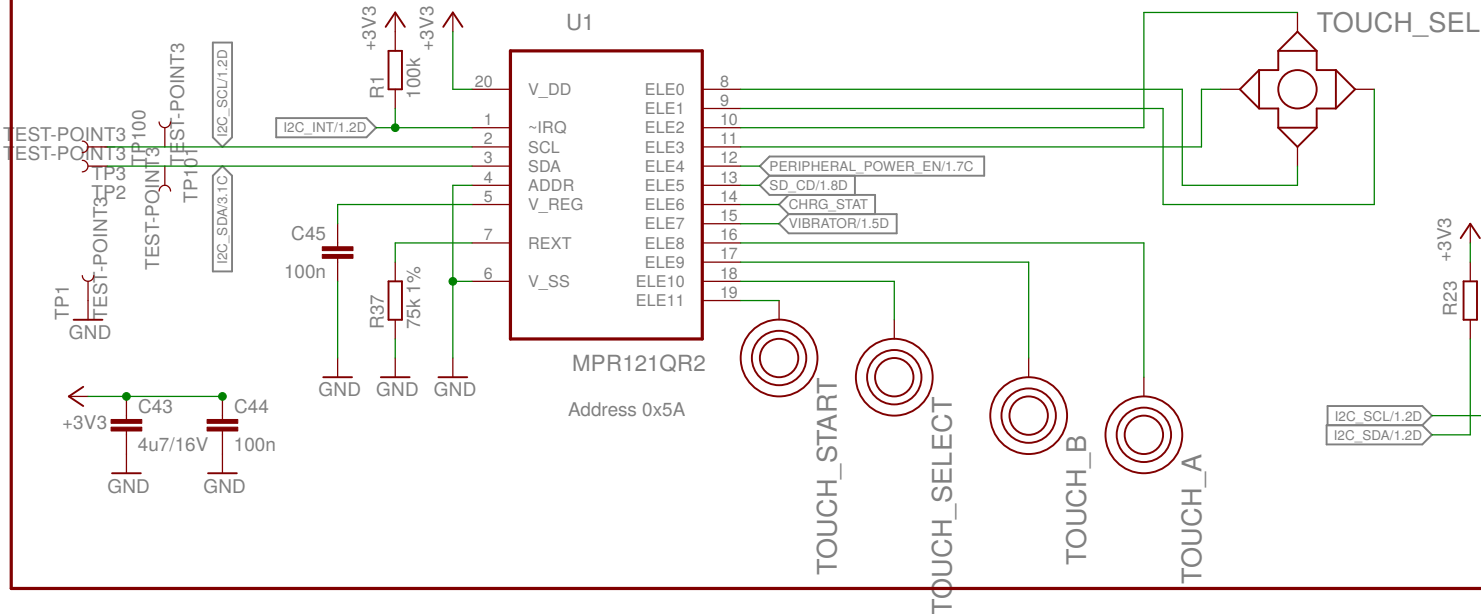 +3V3
+3V3
U1
TOUCH_SEL
R1
100k
I2C_SCL/1.2D
TEST-POINT3
TP100
TEST-POINT3
TEST-POINT3
TP3
TP2
TEST-POINT3
TP101
I2C_SDA/3.1C
TEST-POINT3
TP1
GND
I2C_INT/1.2D
20 V_DD
1 ~IRQ
2 SCL
3 SDA
4 ADDR
5 V_REG
7 REXT
6 V_SS
ELE0 8
ELE1 9
ELE2 10
ELE3 11
ELE4 12 PERIPHERAL_POWER_EN/1.7C
ELE5 13 SD_CD/1.8D
ELE6 14 CHRG_STAT
ELE7 15 VIBRATOR/1.5D
ELE8 16
ELE9 17
ELE10 18
ELE11 19
C45
100n
R37
75k 1%
GND
GND
GND
MPR121QR2
Address 0x5A
+3V3
C43
4u7/16V
C44
100n
GND
GND
TOUCH_START
TOUCH_SELECT
TOUCH_B
TOUCH_A
+3V3
R23
I2C_SCL/1.2D
I2C_SDA/1.2D